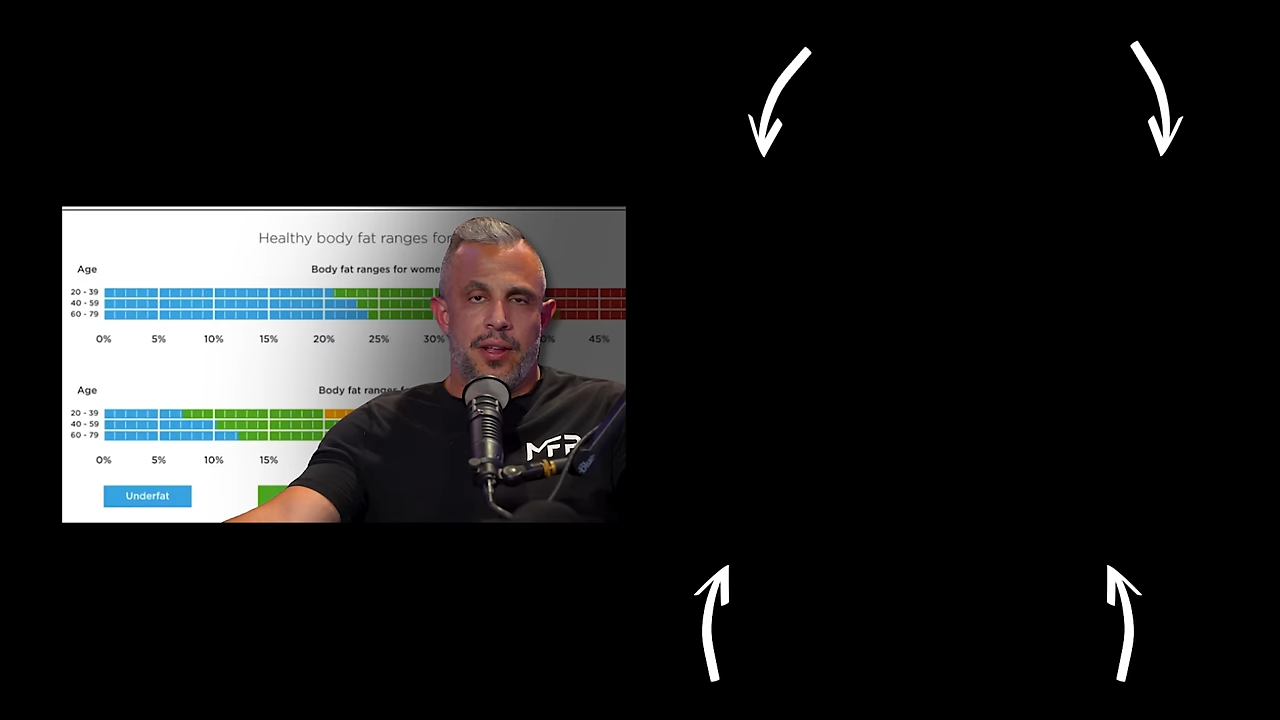 Healthy body fat ranges for
Age
Body fat ranges for wome
20 - 39
40 - 59
60 - 79
0% 5% 10% 15% 20% 25% 30% 0% 45%
Age
Body fat ranges fo
20 - 39
40 - 59
60 - 79
0% 5% 10% 15%
Underfat
MFP